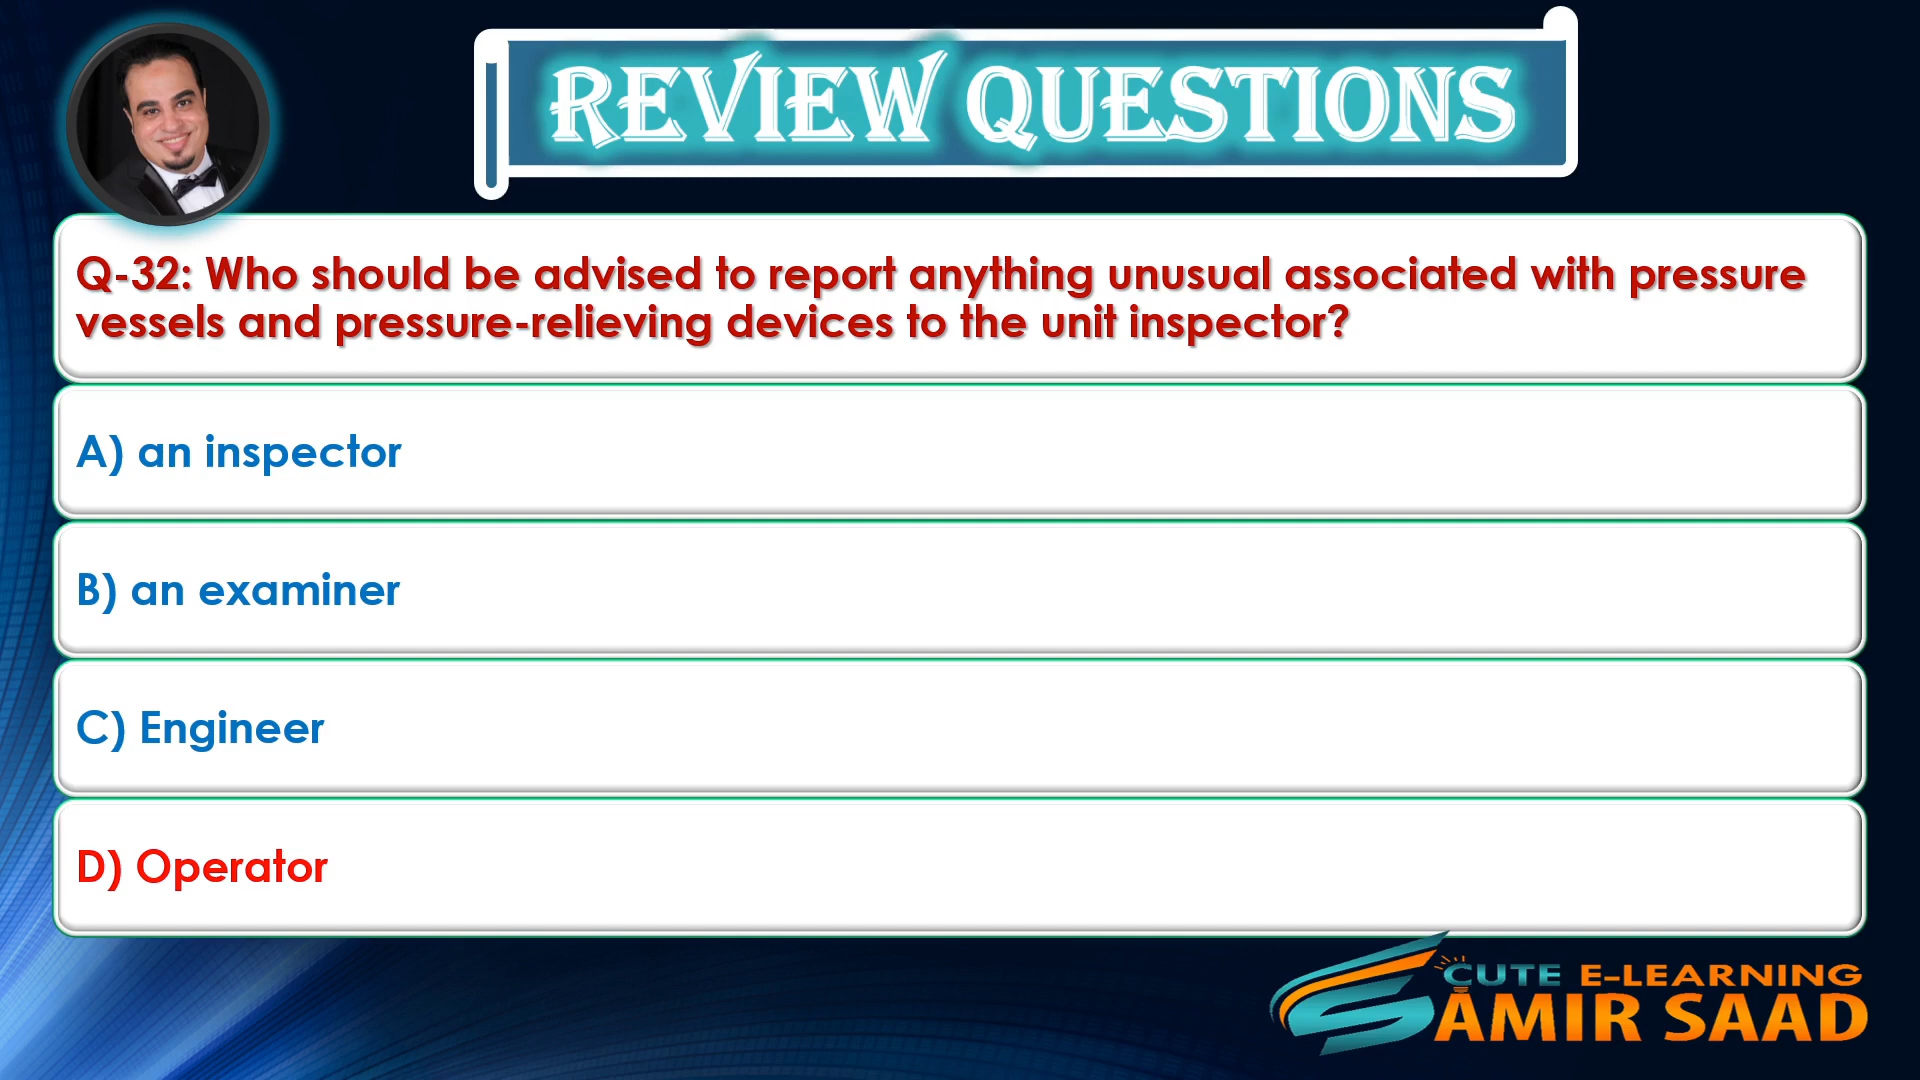 REVIEW QUESTIONS
Q-32: Who should be advised to report anything unusual associated with pressure
vessels and pressure-relieving devices to the unit inspector?
A) an inspector
B) an examiner
C) Engineer
D) Operator
CUTE E-LEARNING
AMIR SAAD